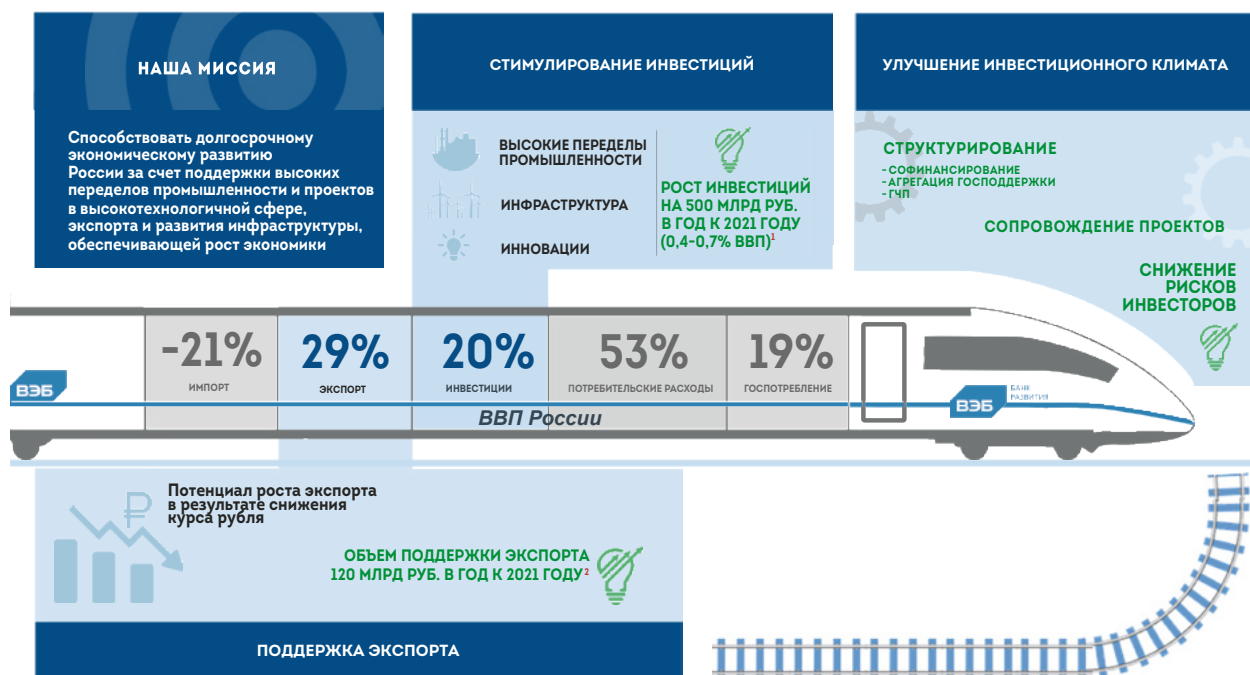 НАША МИССИЯ
Способствовать долгосрочному
экономическому развитию
России за счет поддержки высоких
переделов промышленности и проектов
в высокотехнологичной сфере,
экспорта и развития инфраструктуры,
обеспечивающей рост экономики
СТИМУЛИРОВАНИЕ ИНВЕСТИЦИЙ
ВЫСОКИЕ ПЕРЕДЕЛЫ
ПРОМЫШЛЕННОСТИ
ИНФРАСТРУКТУРА
ИННОВАЦИИ
РОСТ ИНВЕСТИЦИЙ
НА 500 МЛРД РУБ.
В ГОД К 2021 ГОДУ
(0,4-0,7% ВВП)1
УЛУЧШЕНИЕ ИНВЕСТИЦИОННОГО КЛИМАТА
СТРУКТУРИРОВАНИЕ
- СОФИНАНСИРОВАНИЕ
- АГРЕГАЦИЯ ГОСПОДДЕРЖКИ
- ГЧП
СОПРОВОЖДЕНИЕ ПРОЕКТОВ
СНИЖЕНИЕ
РИСКОВ
ИНВЕСТОРОВ
ВЭБ
-21%
ИМПОРТ
29%
ЭКСПОРТ
20%
ИНВЕСТИЦИИ
53%
ПОТРЕБИТЕЛЬСКИЕ РАСХОДЫ
19%
ГОСПОТРЕБЛЕНИЕ
ВВП России
ВЭБ
БАНК
РАЗВИТИЯ
₽
Потенциал роста экспорта
в результате снижения
курса рубля
ОБЪЕМ ПОДДЕРЖКИ ЭКСПОРТА
120 МЛРД РУБ. В ГОД К 2021 ГОДУ2
ПОДДЕРЖКА ЭКСПОРТА